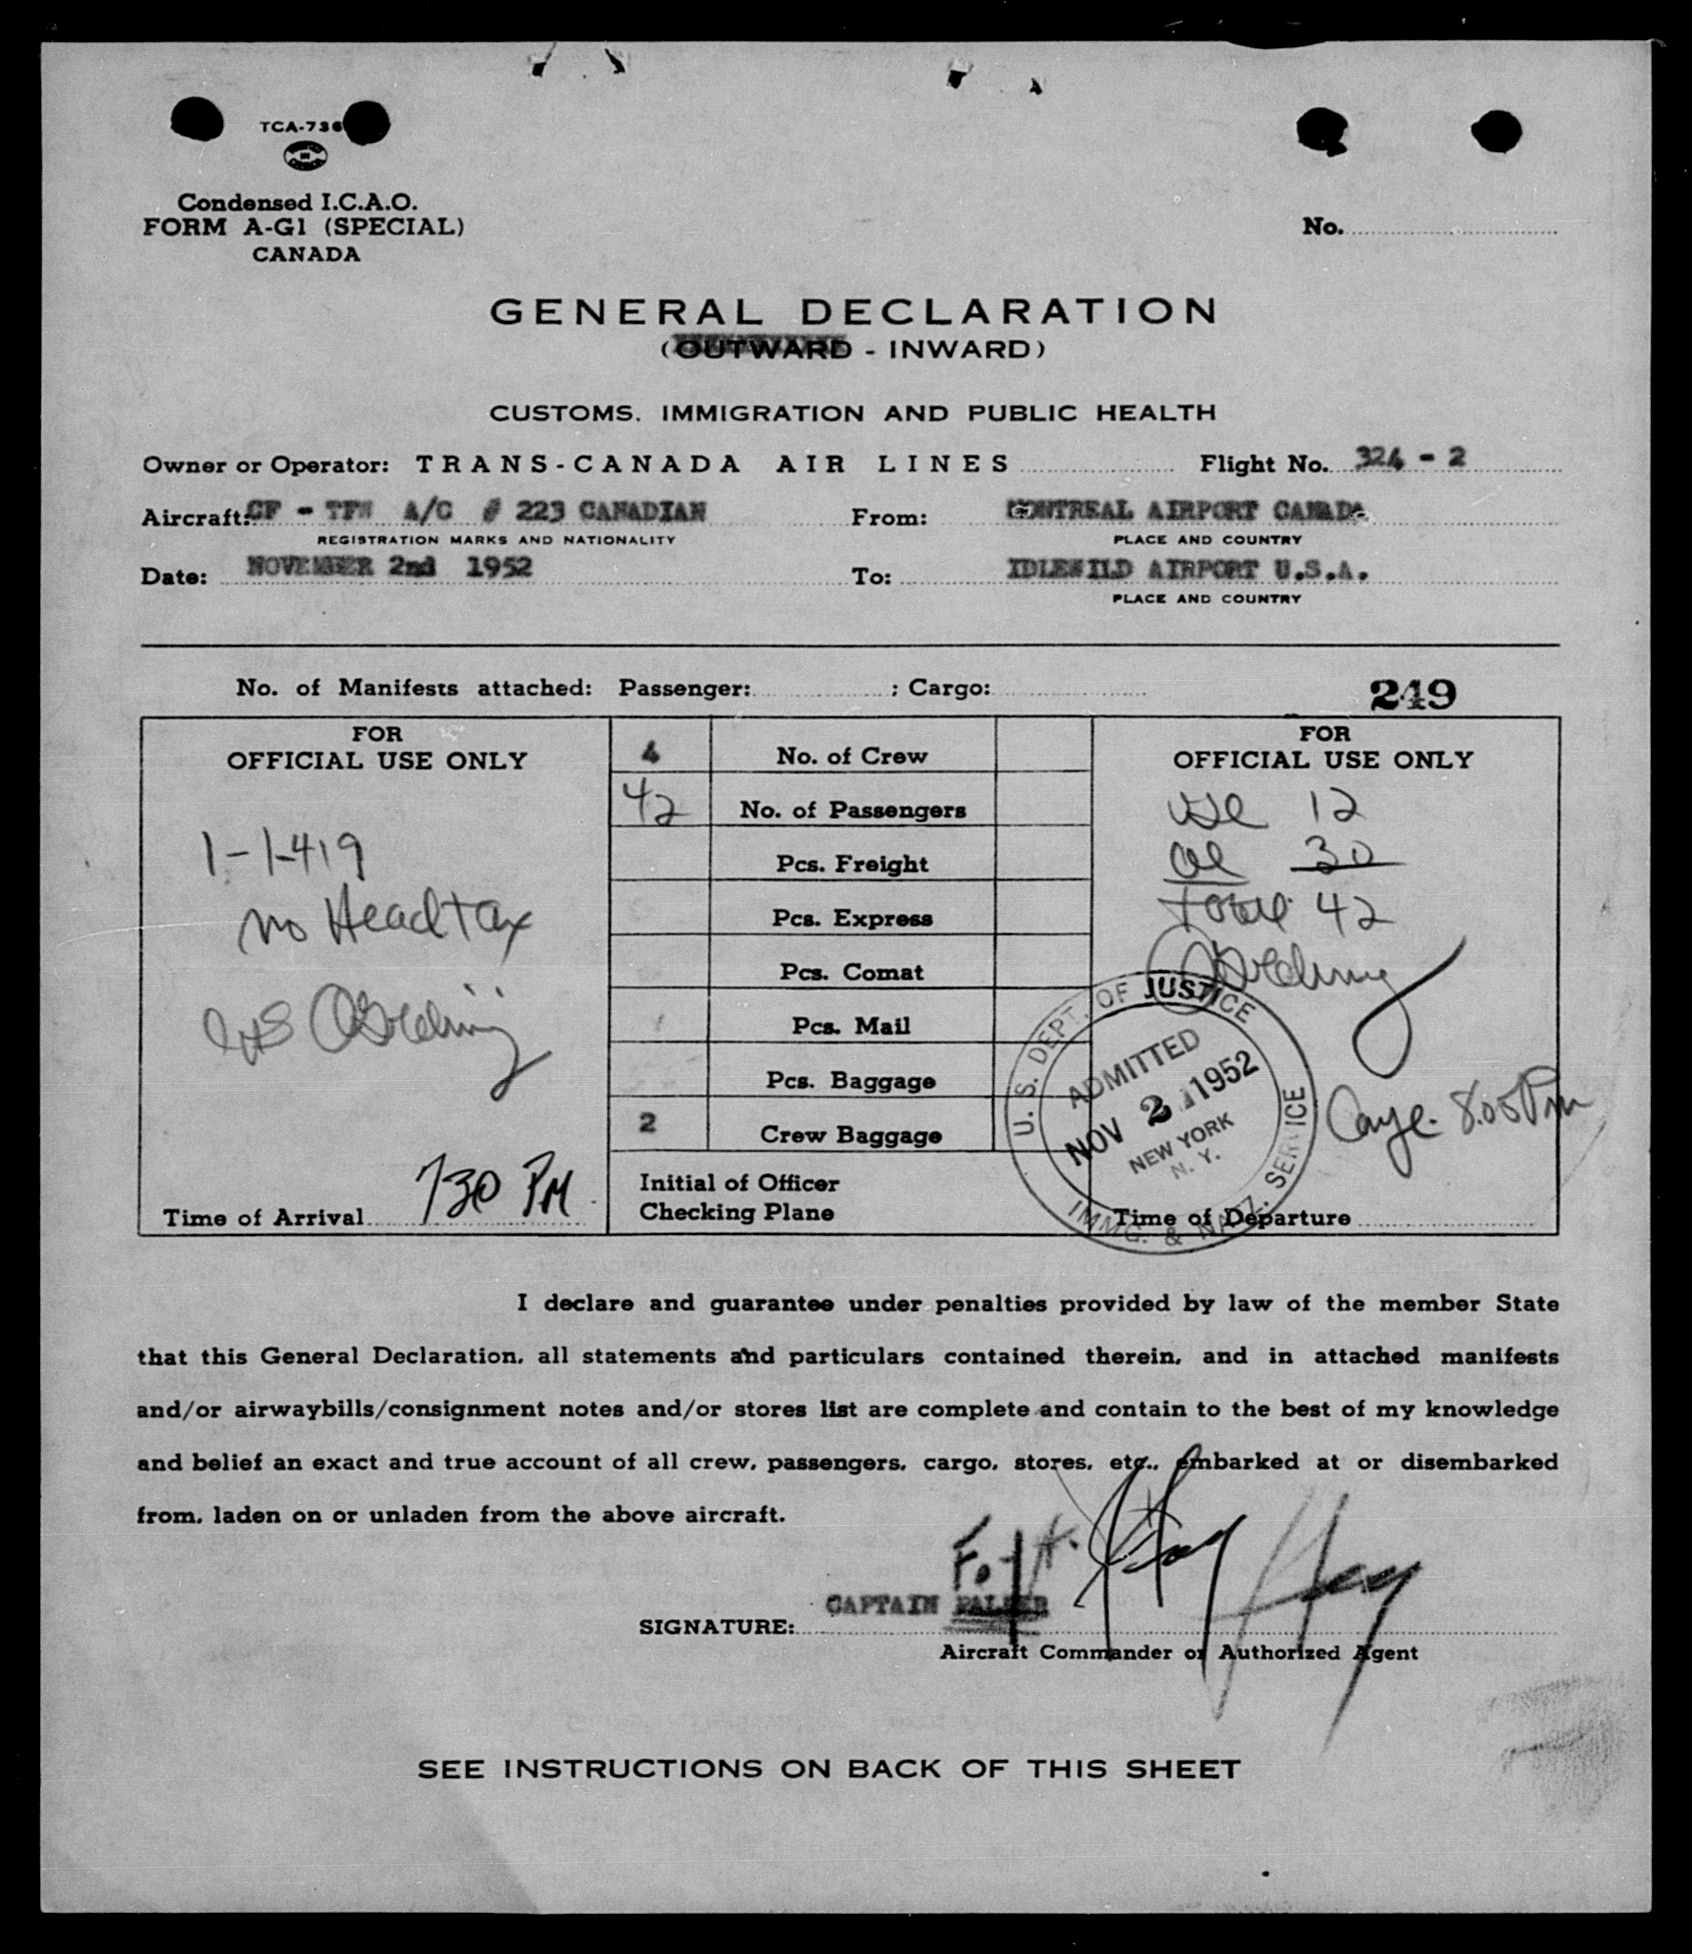 TCA-736
Condensed I.C.A.O.
FORM A-G1 (SPECIAL)
CANADA
No.
GENERAL DECLARATION
(OUTWARD - INWARD)
CUSTOMS, IMMIGRATION AND PUBLIC HEALTH
Owner or Operator: TRANS-CANADA AIR LINES Flight No. 324 - 2
Aircraft: CF - TFW A/C # 223 CANADIAN From: MONTREAL AIRPORT CANADA
REGISTRATION MARKS AND NATIONALITY PLACE AND COUNTRY
Date: NOVEMBER 2nd 1952 To: IDLEWILD AIRPORT U.S.A.
PLACE AND COUNTRY
No. of Manifests attached: Passenger: ; Cargo: 249
FOR
OFFICIAL USE ONLY
1-1-419
no Head tax
Time of Arrival 730 PM
4 No. of Crew
42 No. of Passengers
Pcs. Freight
Pcs. Express
Pcs. Comat
Pcs. Mail
Pcs. Baggage
2 Crew Baggage
Initial of Officer
Checking Plane
FOR
OFFICIAL USE ONLY
12
30
Total 42
8.00 Pm
U. S. DEPT. OF JUSTICE
ADMITTED
NOV 2 1952
NEW YORK
N. Y.
IMMG. & NATZ. SERVICE
Time of Departure
I declare and guarantee under penalties provided by law of the member State
that this General Declaration, all statements and particulars contained therein, and in attached manifests
and/or airwaybills/consignment notes and/or stores list are complete and contain to the best of my knowledge
and belief an exact and true account of all crew, passengers, cargo, stores, etc., embarked at or disembarked
from, laden on or unladen from the above aircraft.
SIGNATURE: CAPTAIN PALMER
Aircraft Commander or Authorized Agent
SEE INSTRUCTIONS ON BACK OF THIS SHEET